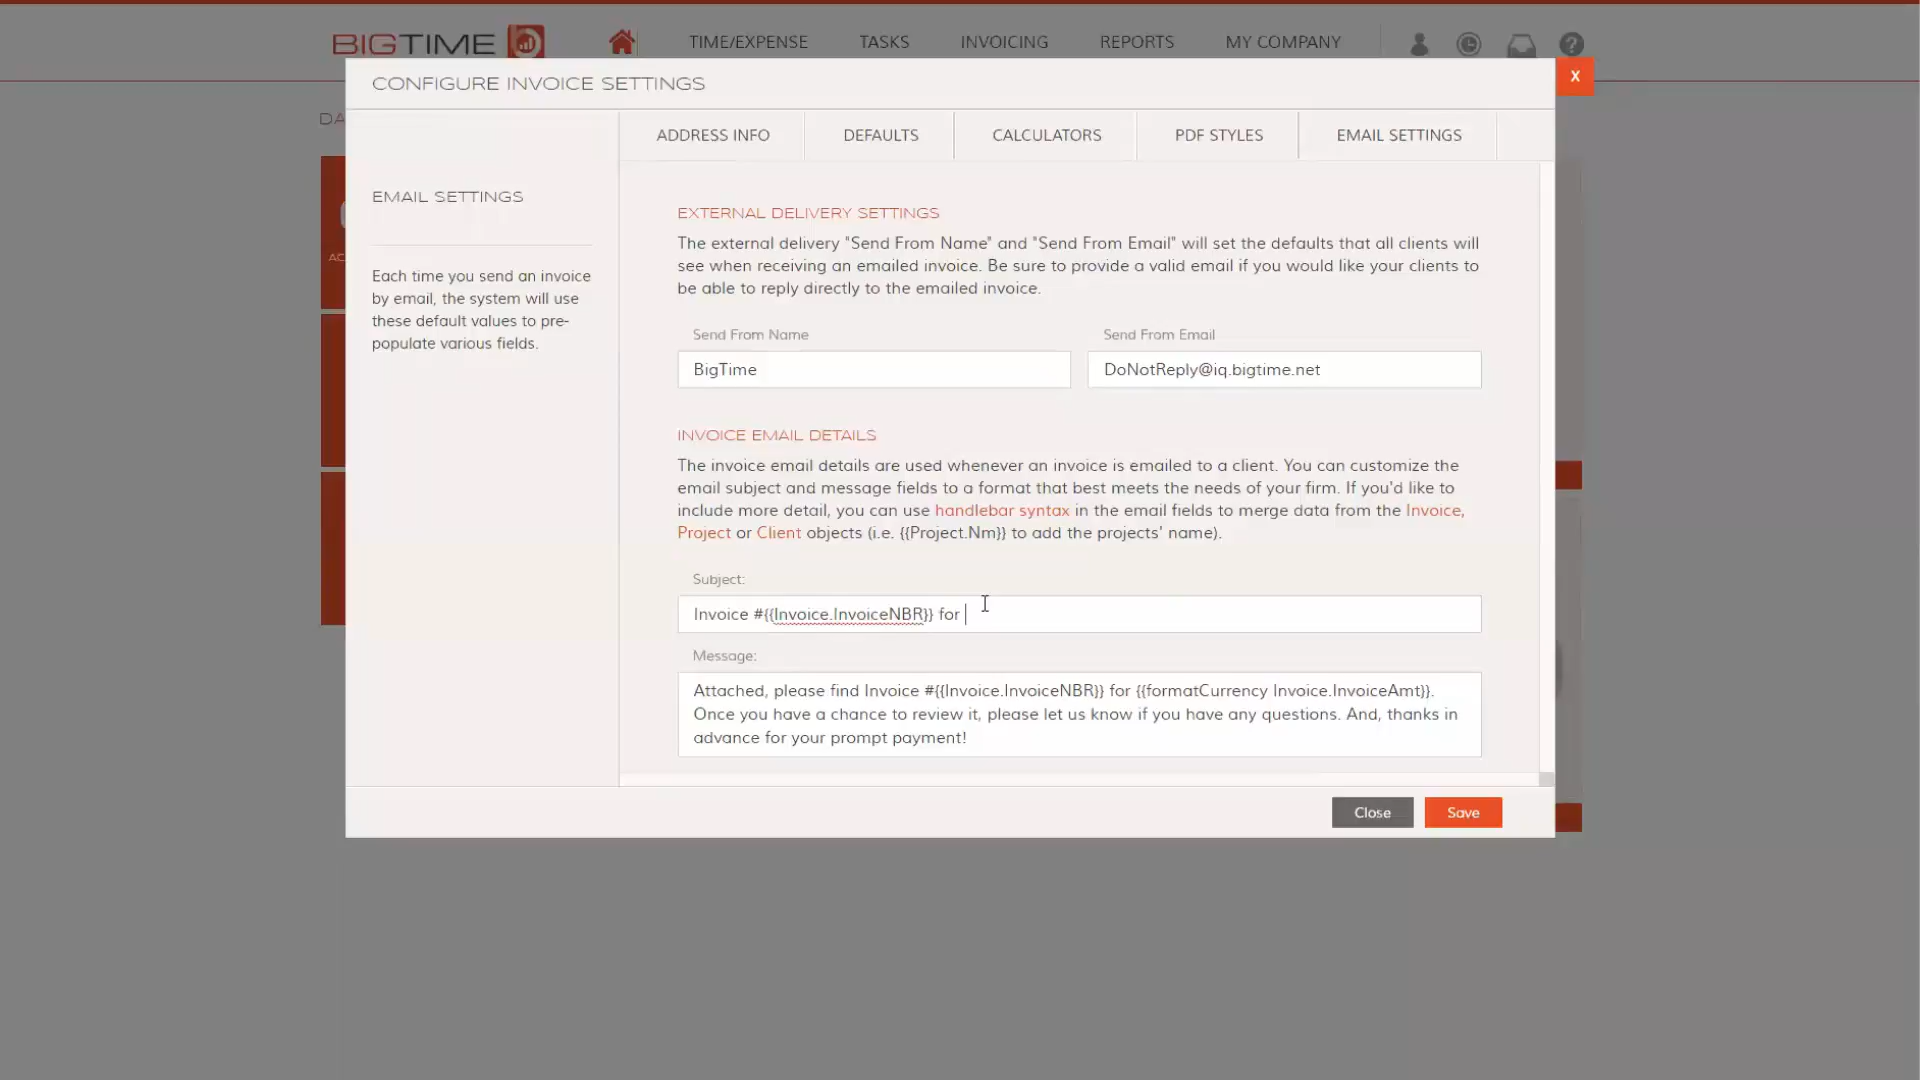 BIGTIME
TIME/EXPENSE
TASKS
INVOICING
REPORTS
MY COMPANY
?
CONFIGURE INVOICE SETTINGS
X
DA
ADDRESS INFO
DEFAULTS
CALCULATORS
PDF STYLES
EMAIL SETTINGS
EMAIL SETTINGS
AC
Each time you send an invoice
by email, the system will use
these default values to pre-
populate various fields.
EXTERNAL DELIVERY SETTINGS
The external delivery "Send From Name" and "Send From Email" will set the defaults that all clients will
see when receiving an emailed invoice. Be sure to provide a valid email if you would like your clients to
be able to reply directly to the emailed invoice.
Send From Name
Send From Email
BigTime
DoNotReply@iq.bigtime.net
INVOICE EMAIL DETAILS
The invoice email details are used whenever an invoice is emailed to a client. You can customize the
email subject and message fields to a format that best meets the needs of your firm. If you'd like to
include more detail, you can use handlebar syntax in the email fields to merge data from the Invoice,
Project or Client objects (i.e. {{Project.Nm}} to add the projects' name).
Subject:
Invoice #{{Invoice.InvoiceNBR}} for
Message:
Attached, please find Invoice #{{Invoice.InvoiceNBR}} for {{formatCurrency Invoice.InvoiceAmt}}.
Once you have a chance to review it, please let us know if you have any questions. And, thanks in
advance for your prompt payment!
Close
Save